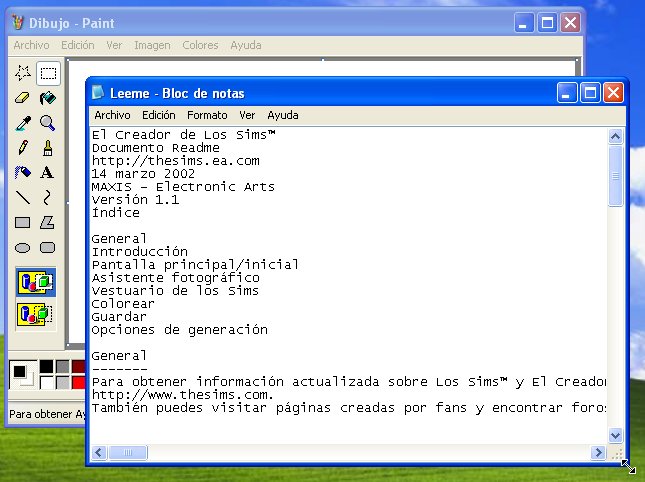 Dibujo - Paint
Archivo Edición Ver Imagen Colores Ayuda
Leeme - Bloc de notas
Archivo Edición Formato Ver Ayuda
El Creador de Los Sims™
Documento Readme
http://thesims.ea.com
14 marzo 2002
MAXIS – Electronic Arts
Versión 1.1
Índice
General
Introducción
Pantalla principal/inicial
Asistente fotográfico
Vestuario de los Sims
Colorear
Guardar
Opciones de generación
General
-------
Para obtener información actualizada sobre Los Sims™ y El Creador
http://www.thesims.com.
También puedes visitar páginas creadas por fans y encontrar foros
A
Para obtener Ay